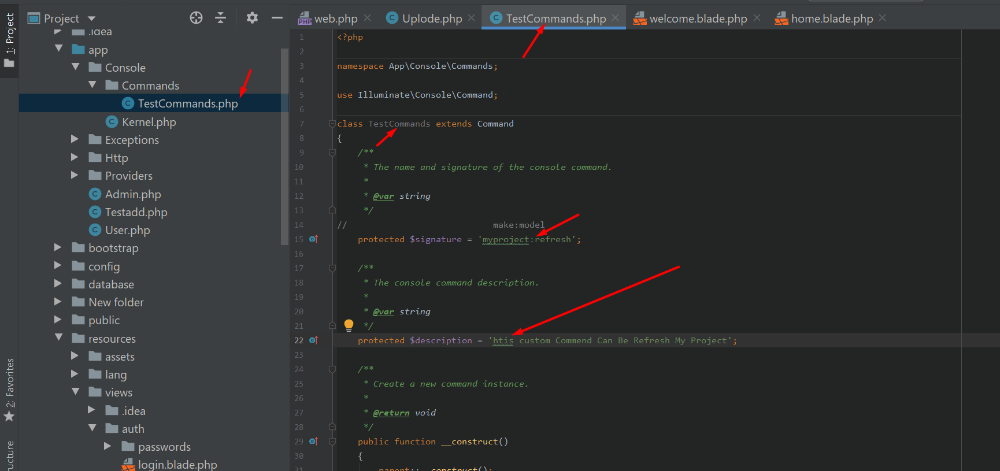 1: Project
2: Favorites
ructure
Project
.idea
app
Console
Commands
TestCommands.php
Kernel.php
Exceptions
Http
Providers
Admin.php
Testadd.php
User.php
bootstrap
config
database
New folder
public
resources
assets
lang
views
.idea
auth
passwords
login.blade.php
web.php
Uplode.php
TestCommands.php
welcome.blade.php
home.blade.php
1 <?php
2
3 namespace App\Console\Commands;
4
5 use Illuminate\Console\Command;
6
7 class TestCommands extends Command
8 {
9 /**
10 * The name and signature of the console command.
11 *
12 * @var string
13 */
14 // make:model
15 protected $signature = 'myproject:refresh';
16
17 /**
18 * The console command description.
19 *
20 * @var string
21 */
22 protected $description = 'htis custom Commend Can Be Refresh My Project';
23
24 /**
25 * Create a new command instance.
26 *
27 * @return void
28 */
29 public function __construct()
30 {
31 parent::__construct();